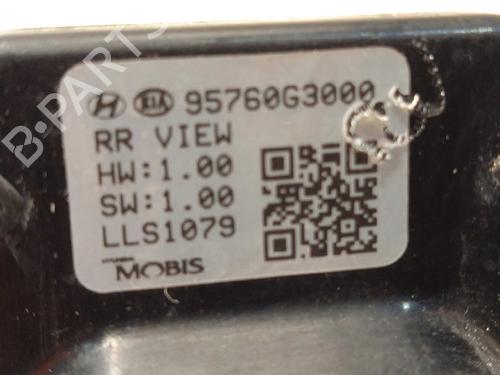 B-PARTS
KIA 95760G3000
RR VIEW
HW:1.00
SW:1.00
LLS1079
MOBIS